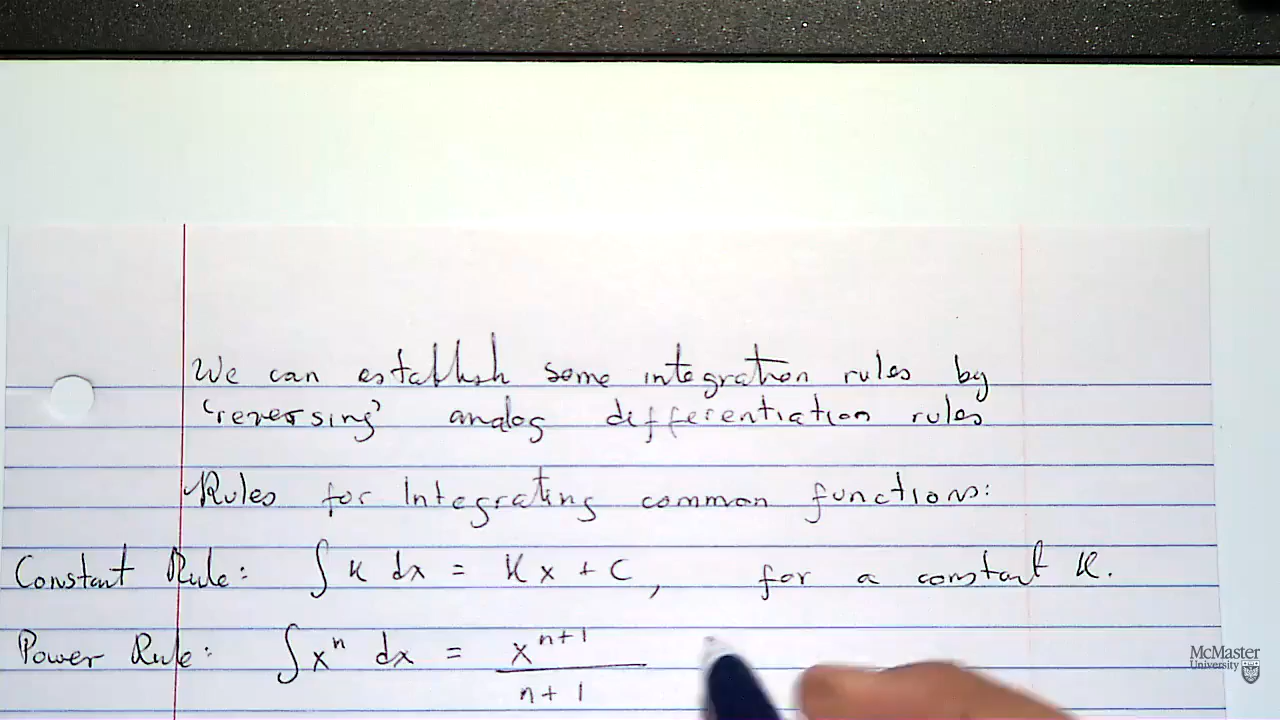 We can establish some integration rules by
'reversing' analog differentiation rules
Rules for Integrating common functions:
Constant Rule: ∫ K dx = Kx + C, for a constant K.
Power Rule: ∫ xⁿ dx = xⁿ⁺¹ / n+1
McMaster
University